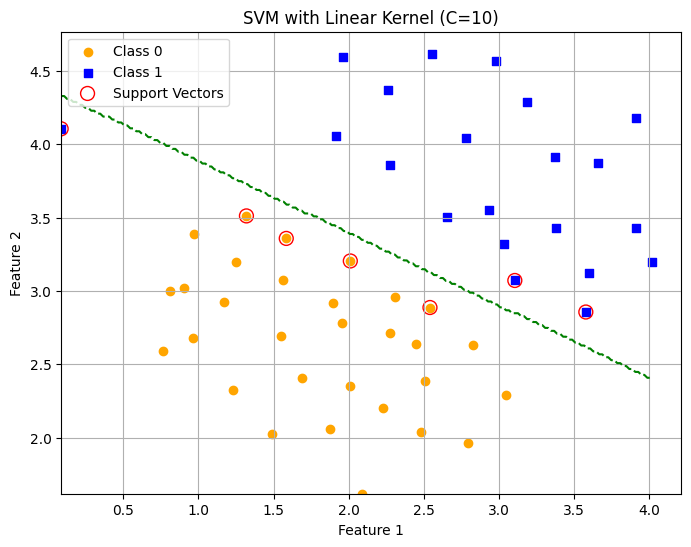 SVM with Linear Kernel (C=10)
Class 0
Class 1
Support Vectors
4.5
4.0
3.5
3.0
2.5
2.0
Feature 2
0.5 1.0 1.5 2.0 2.5 3.0 3.5 4.0
Feature 1